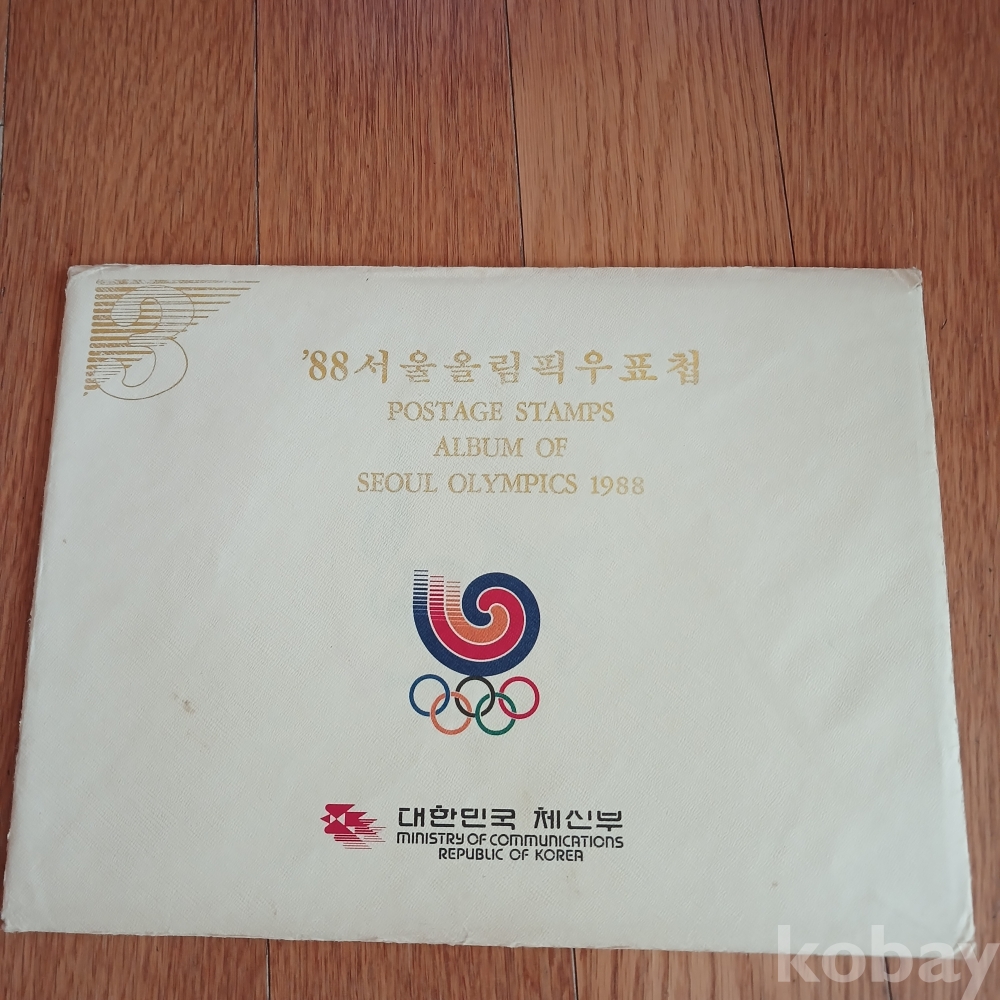 3
'88서울올림픽우표첩
POSTAGE STAMPS
ALBUM OF
SEOUL OLYMPICS 1988
대한민국 체신부
MINISTRY OF COMMUNICATIONS
REPUBLIC OF KOREA
kobay